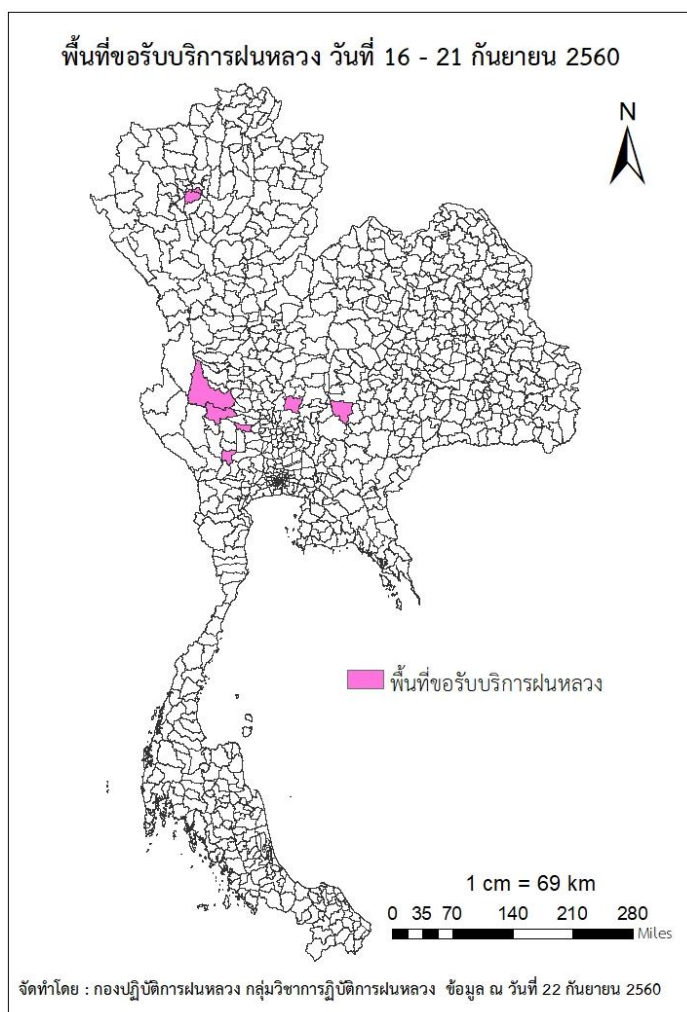 พื้นที่ขอรับบริการฝนหลวง วันที่ 16 - 21 กันยายน 2560
N
พื้นที่ขอรับบริการฝนหลวง
1 cm = 69 km
0 35 70 140 210 280
Miles
จัดทำโดย : กองปฏิบัติการฝนหลวง กลุ่มวิชาการฏิบัติการฝนหลวง ข้อมูล ณ วันที่ 22 กันยายน 2560